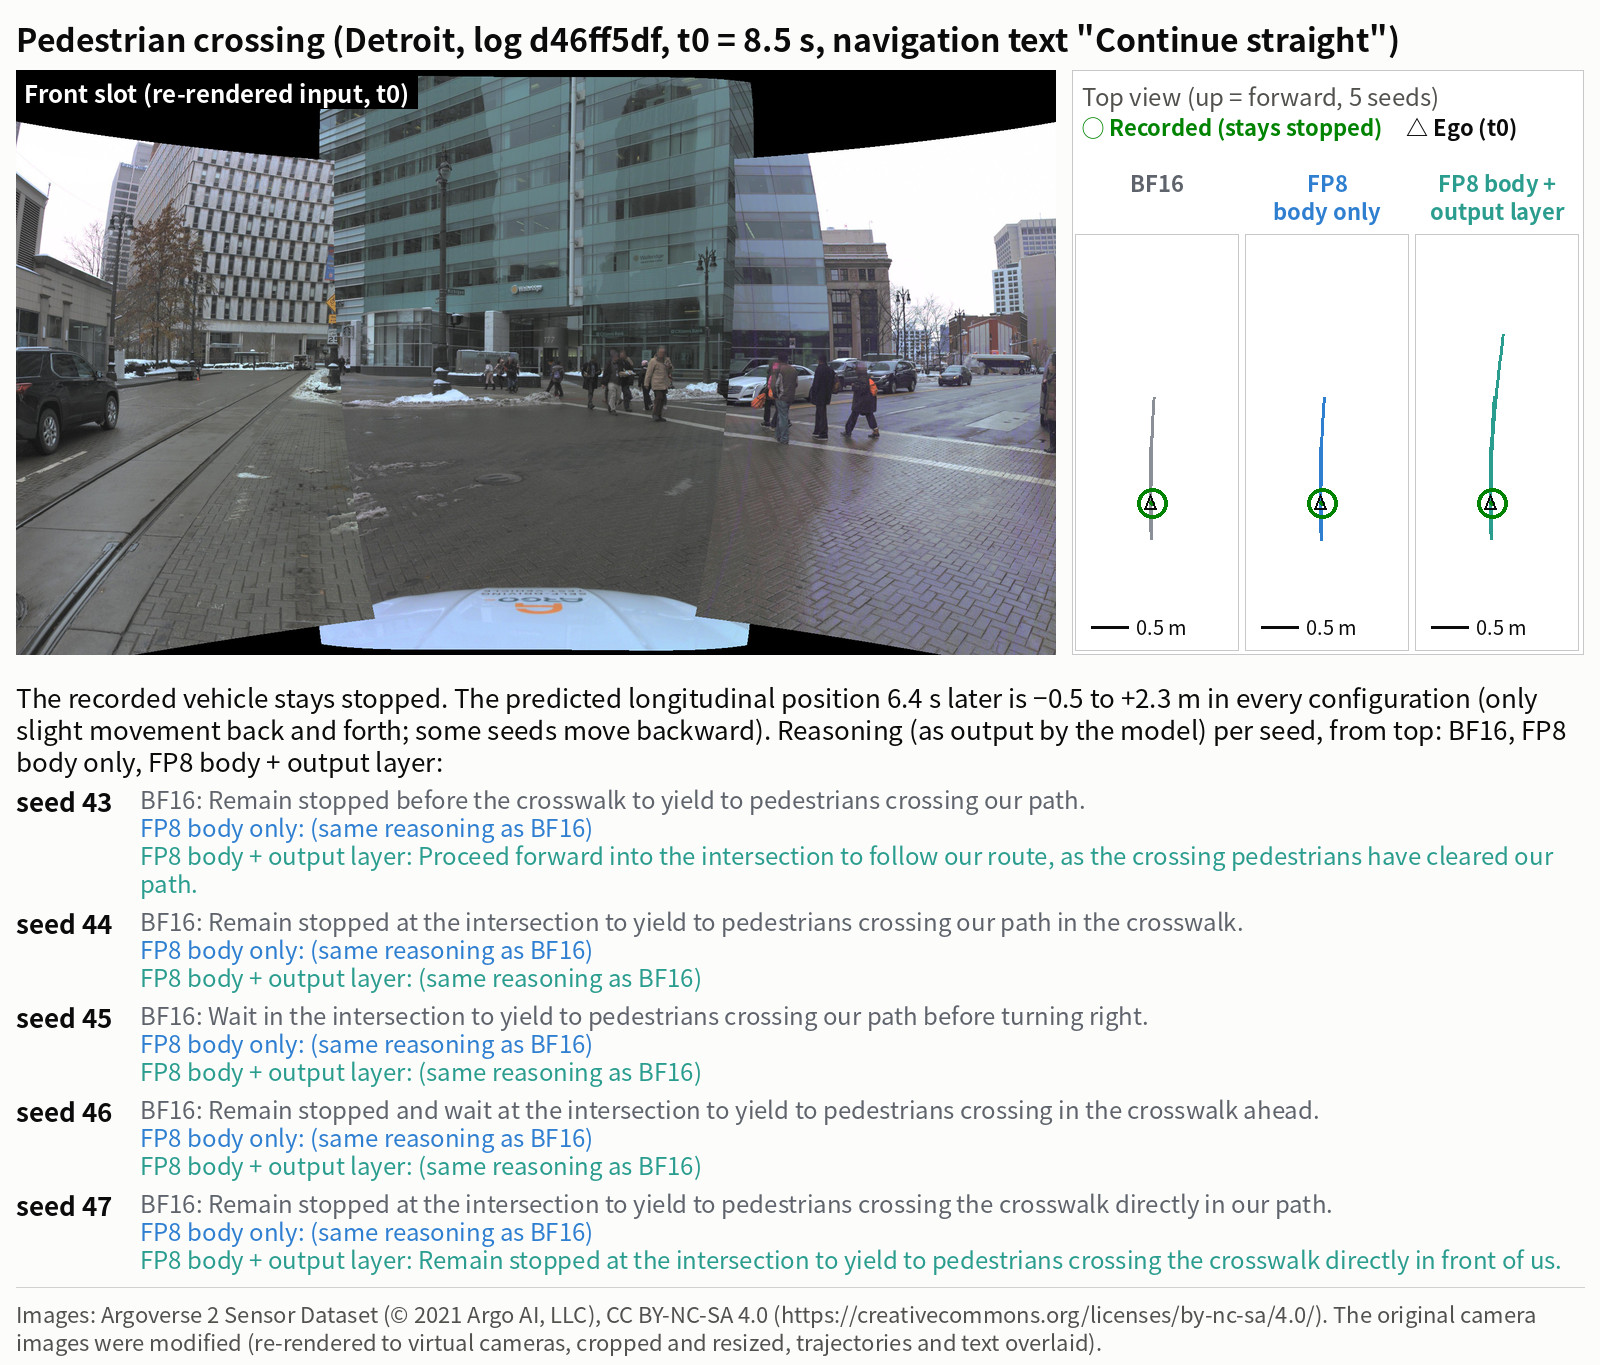 Pedestrian crossing (Detroit, log d46ff5df, t0 = 8.5 s, navigation text "Continue straight")
Front slot (re-rendered input, t0)
Top view (up = forward, 5 seeds)
Recorded (stays stopped) Ego (t0)
BF16
FP8
body only
FP8 body +
output layer
0.5 m
0.5 m
0.5 m
ARGO
The recorded vehicle stays stopped. The predicted longitudinal position 6.4 s later is −0.5 to +2.3 m in every configuration (only
slight movement back and forth; some seeds move backward). Reasoning (as output by the model) per seed, from top: BF16, FP8
body only, FP8 body + output layer:
seed 43
BF16: Remain stopped before the crosswalk to yield to pedestrians crossing our path.
FP8 body only: (same reasoning as BF16)
FP8 body + output layer: Proceed forward into the intersection to follow our route, as the crossing pedestrians have cleared our
path.
seed 44
BF16: Remain stopped at the intersection to yield to pedestrians crossing our path in the crosswalk.
FP8 body only: (same reasoning as BF16)
FP8 body + output layer: (same reasoning as BF16)
seed 45
BF16: Wait in the intersection to yield to pedestrians crossing our path before turning right.
FP8 body only: (same reasoning as BF16)
FP8 body + output layer: (same reasoning as BF16)
seed 46
BF16: Remain stopped and wait at the intersection to yield to pedestrians crossing in the crosswalk ahead.
FP8 body only: (same reasoning as BF16)
FP8 body + output layer: (same reasoning as BF16)
seed 47
BF16: Remain stopped at the intersection to yield to pedestrians crossing the crosswalk directly in our path.
FP8 body only: (same reasoning as BF16)
FP8 body + output layer: Remain stopped at the intersection to yield to pedestrians crossing the crosswalk directly in front of us.
Images: Argoverse 2 Sensor Dataset (© 2021 Argo AI, LLC), CC BY-NC-SA 4.0 (https://creativecommons.org/licenses/by-nc-sa/4.0/). The original camera
images were modified (re-rendered to virtual cameras, cropped and resized, trajectories and text overlaid).